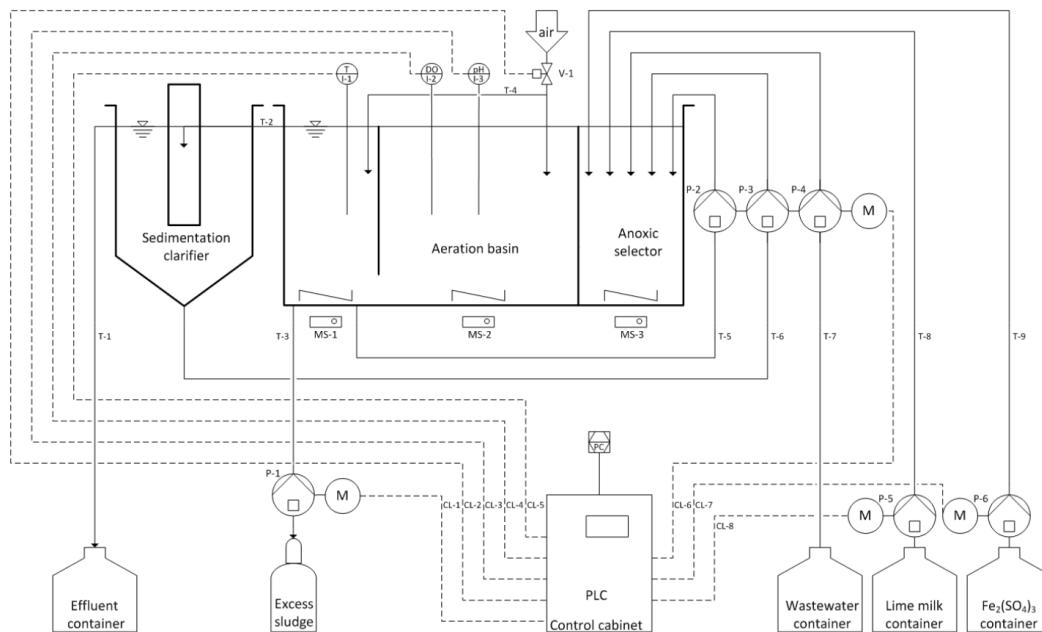 air
V-1
T
I-1
DO
I-2
pH
I-3
T-4
T-2
P-2
P-3
P-4
M
Sedimentation
clarifier
Aeration basin
Anoxic
selector
MS-1
MS-2
MS-3
T-1
T-3
T-5
T-6
T-7
T-8
T-9
PC
P-1
M
CL-1
CL-2
CL-3
CL-4
CL-5
CL-6
CL-7
CL-8
M
P-5
M
P-6
Effluent
container
Excess
sludge
PLC
Control cabinet
Wastewater
container
Lime milk
container
Fe₂(SO₄)₃
container